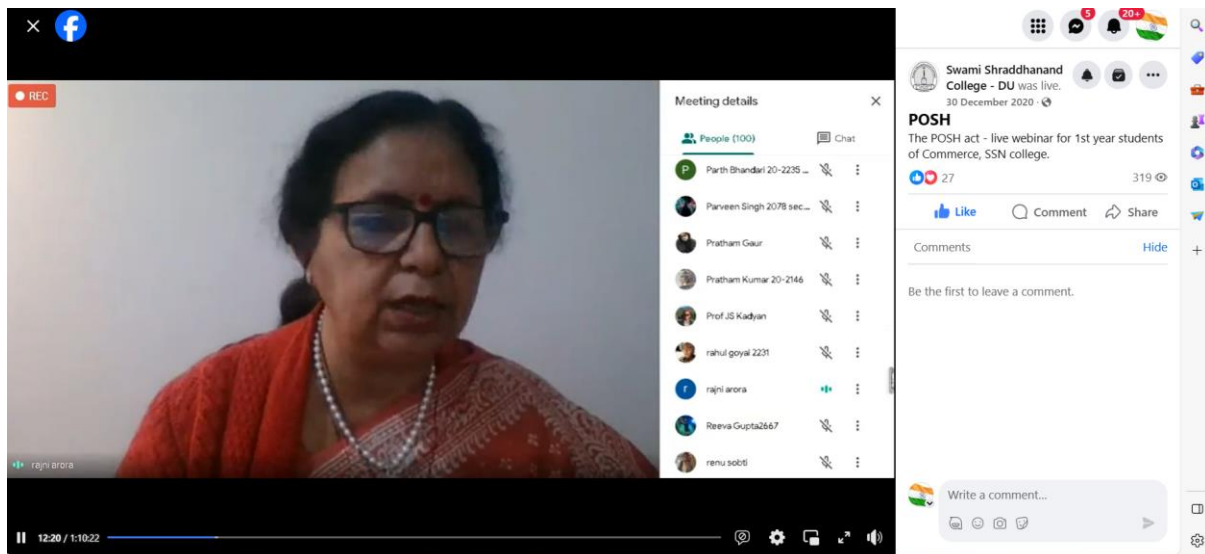 REC
rajni arora
12:20 / 1:10:22
Meeting details
People (100)
Chat
P
Parth Bhandari 20-2235 ...
Parveen Singh 2078 sec...
Pratham Gaur
Pratham Kumar 20-2146
Prof JS Kadyan
rahul goyal 2231
r
rajni arora
Reeva Gupta2667
renu sobti
5
20+
Swami Shraddhanand
College - DU was live.
30 December 2020 ·
POSH
The POSH act - live webinar for 1st year students
of Commerce, SSN college.
27
319
Like
Comment
Share
Comments
Hide
Be the first to leave a comment.
Write a comment...